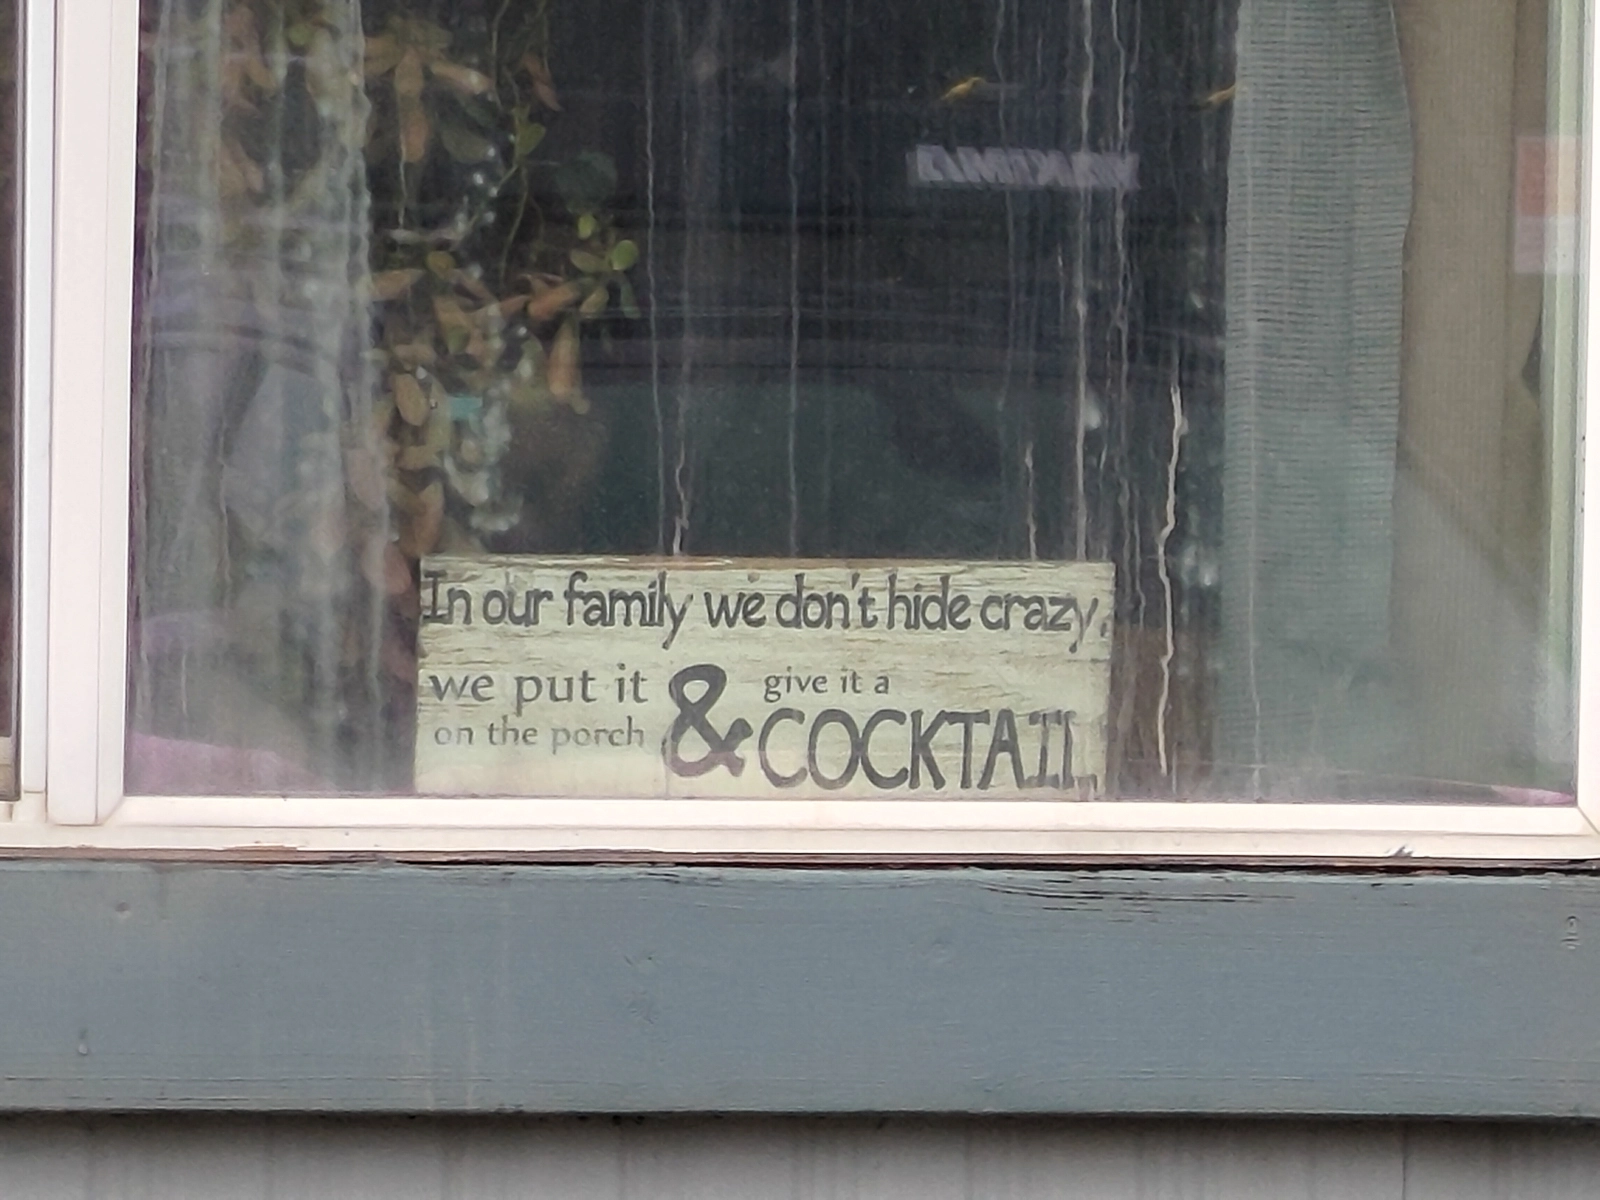 In our family we don't hide crazy.
we put it
on the porch
&
give it a
COCKTAIL